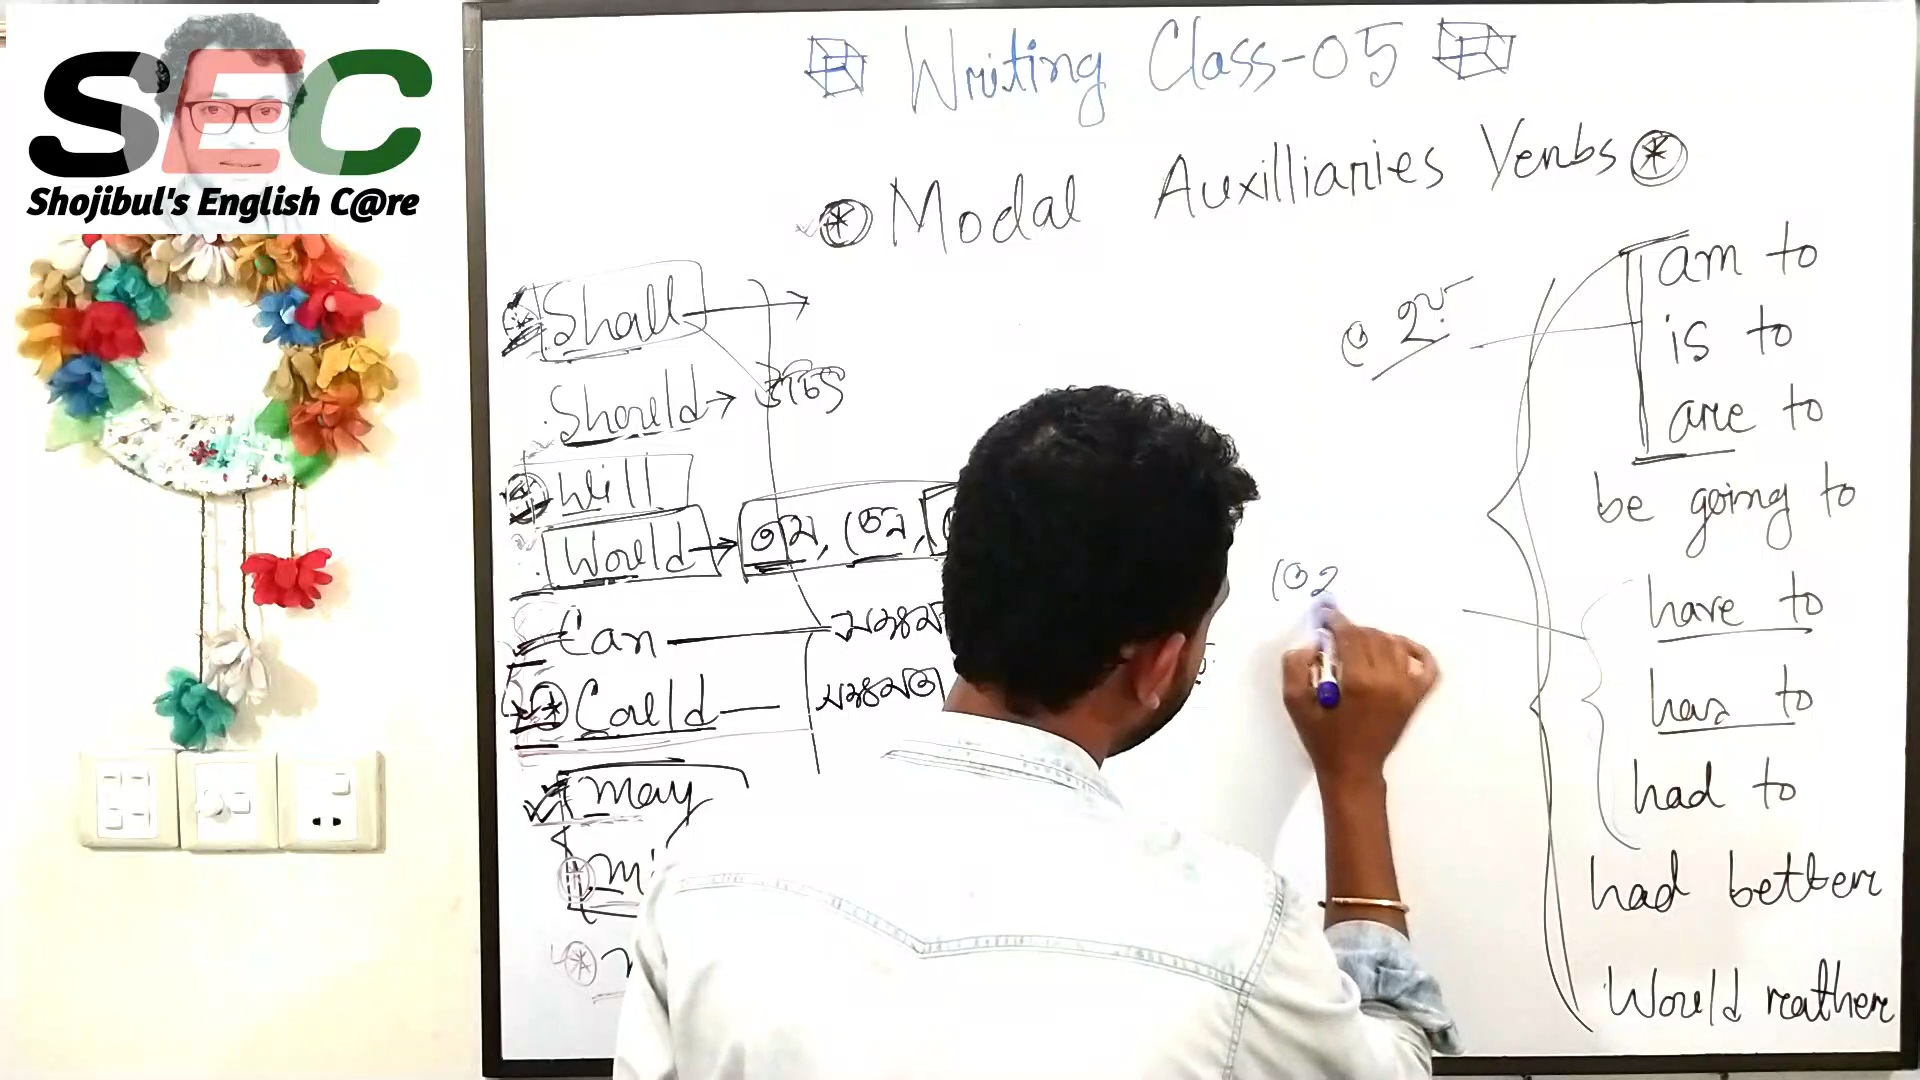 SEC
Shojibul's English C@re
Writing Class-05
Modal Auxilliaries Verbs
Shall
Should → উচিৎ
Will
Would → তাম, তেন,
Can
Could
may
am to
is to
are to
be going to
have to
has to
had to
had better
Would rather